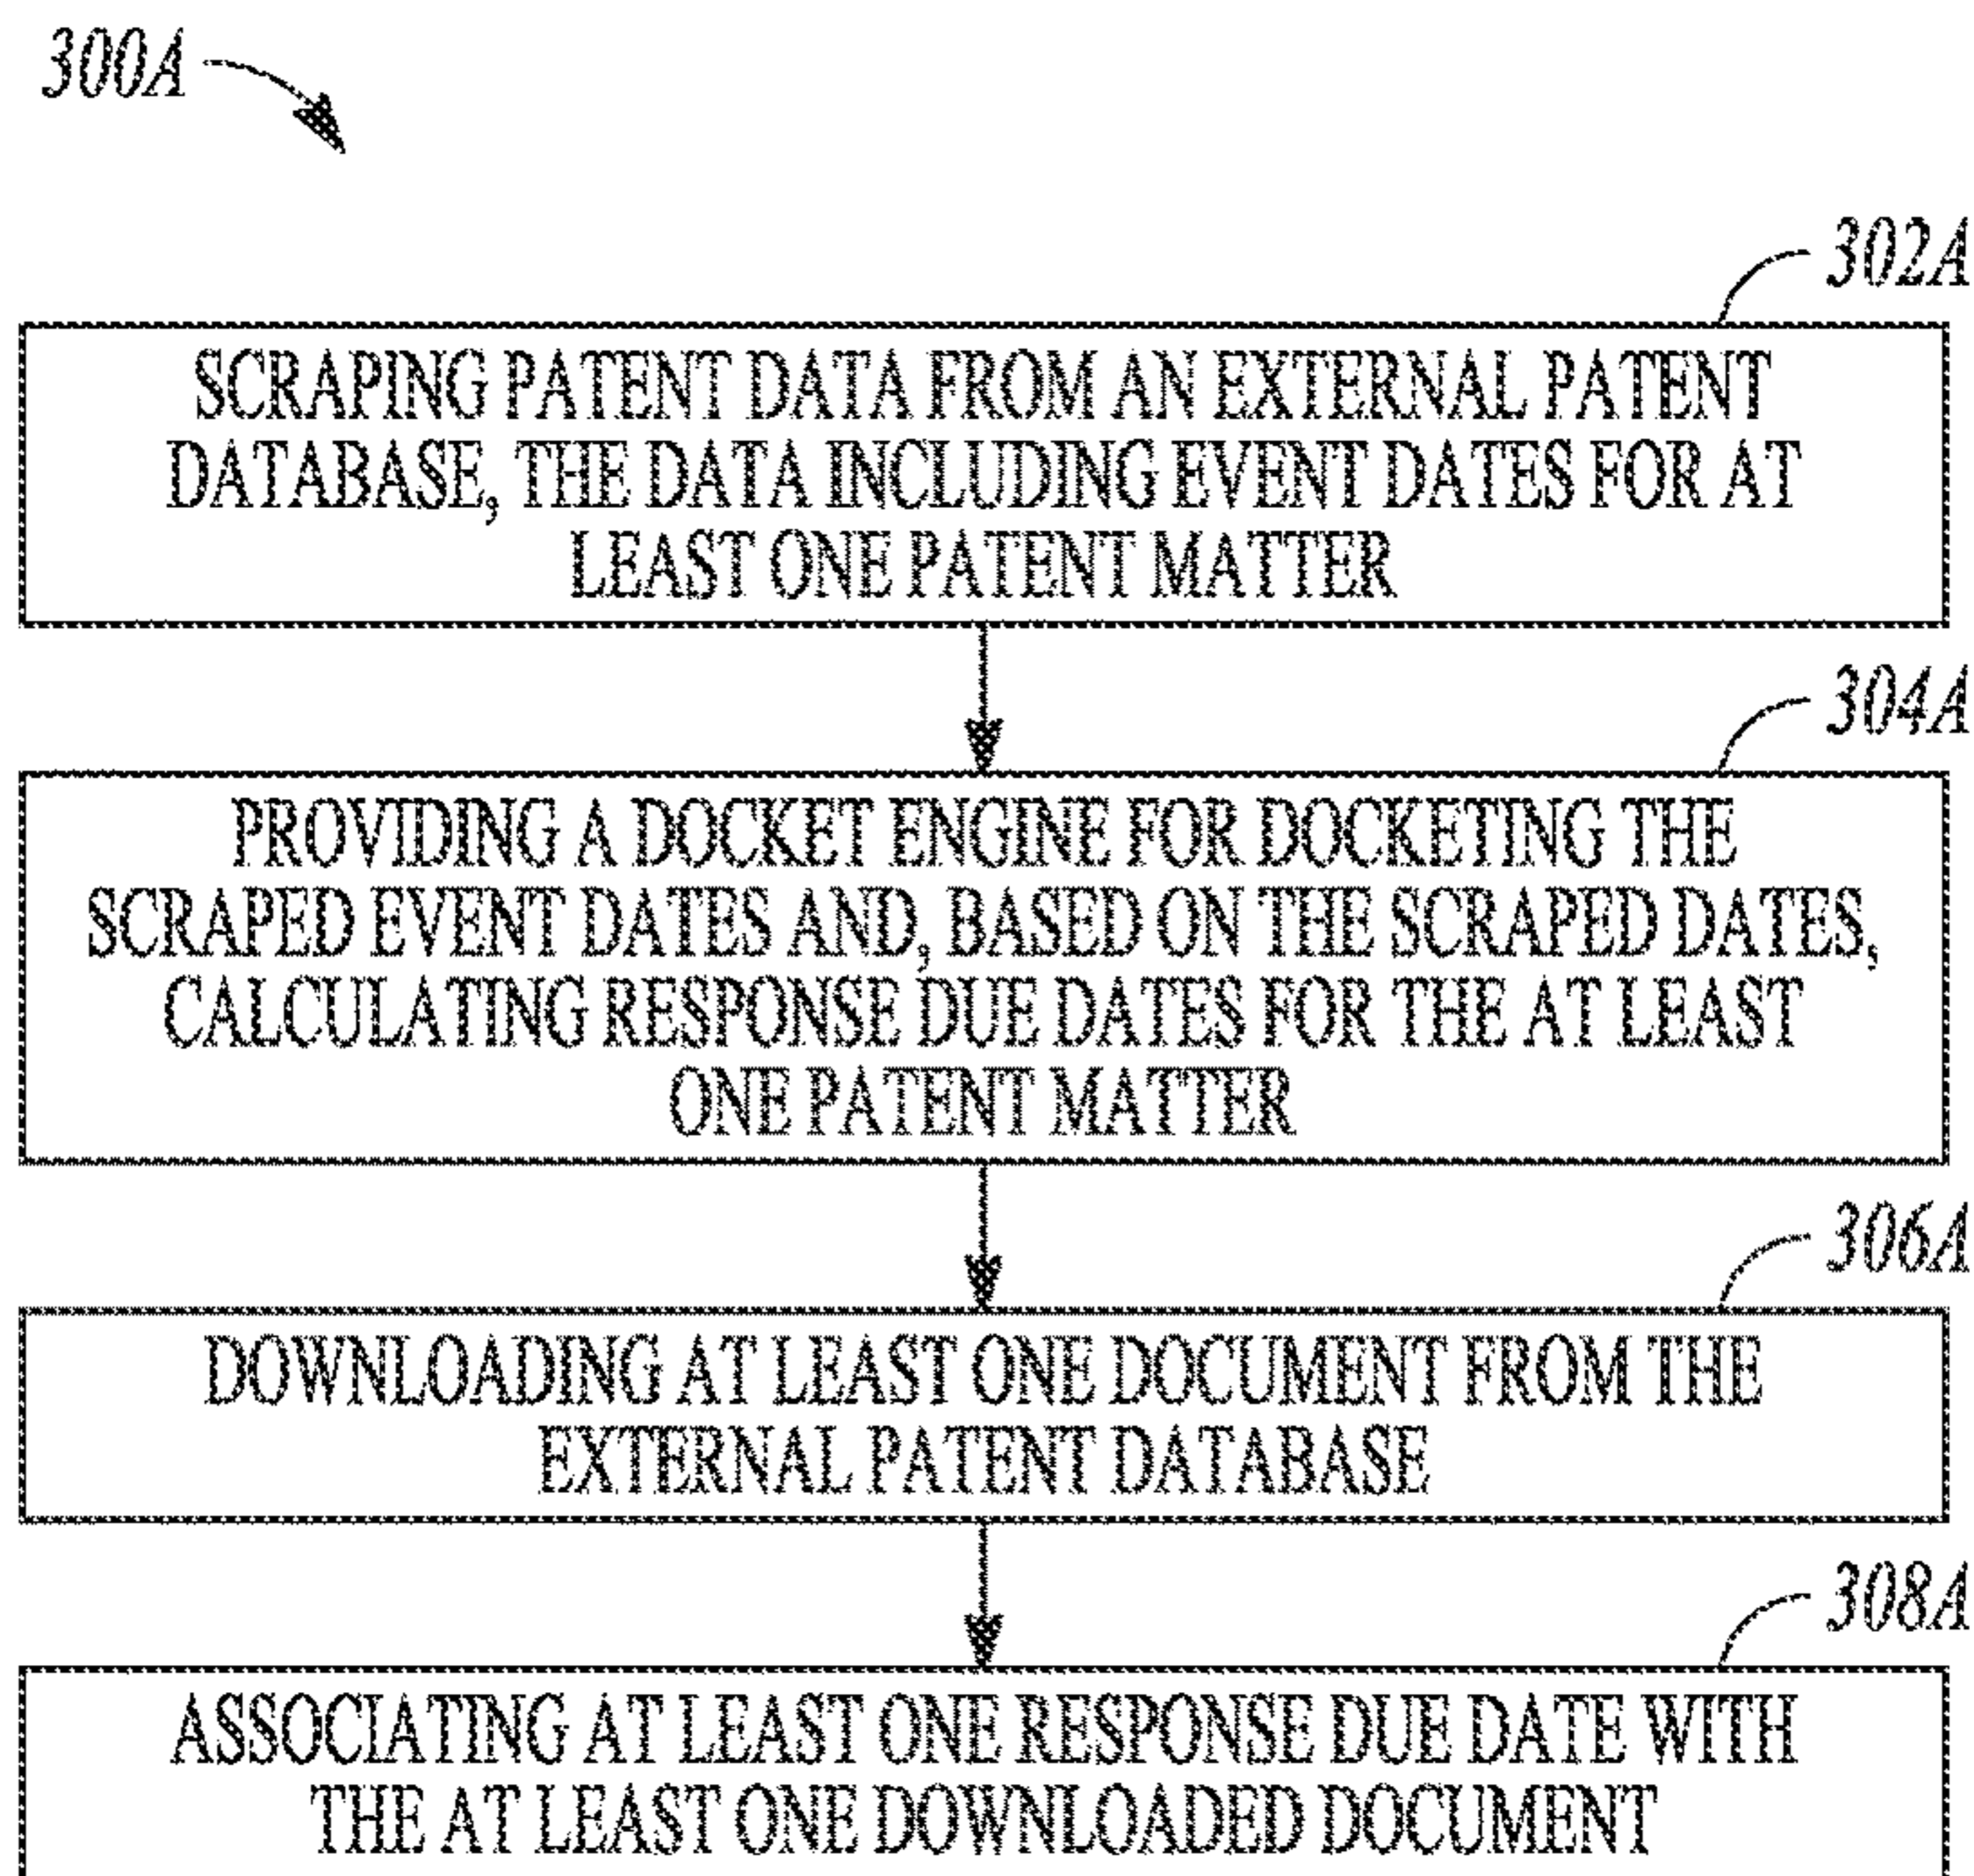 300A
302A
SCRAPING PATENT DATA FROM AN EXTERNAL PATENT
DATABASE, THE DATA INCLUDING EVENT DATES FOR AT
LEAST ONE PATENT MATTER
304A
PROVIDING A DOCKET ENGINE FOR DOCKETING THE
SCRAPED EVENT DATES AND, BASED ON THE SCRAPED DATES,
CALCULATING RESPONSE DUE DATES FOR THE AT LEAST
ONE PATENT MATTER
306A
DOWNLOADING AT LEAST ONE DOCUMENT FROM THE
EXTERNAL PATENT DATABASE
308A
ASSOCIATING AT LEAST ONE RESPONSE DUE DATE WITH
THE AT LEAST ONE DOWNLOADED DOCUMENT